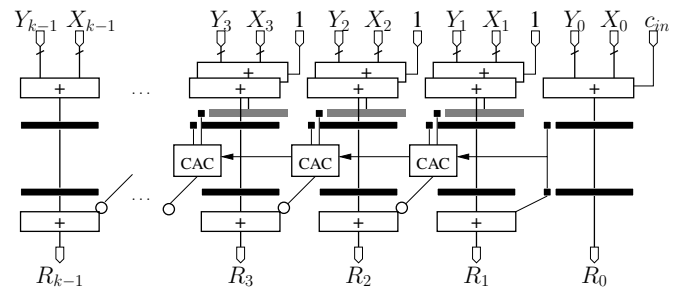 Y_{k-1} X_{k-1} Y_3 X_3 1 Y_2 X_2 1 Y_1 X_1 1 Y_0 X_0 c_{in}
+ + +
+ ... + + + +
CAC CAC CAC
...
+ + + +
R_{k-1} R_3 R_2 R_1 R_0